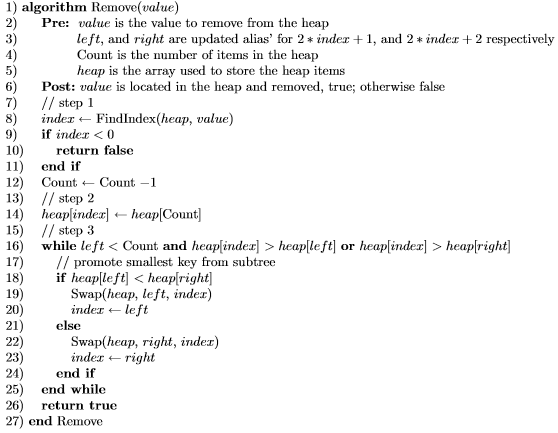 1) algorithm Remove(value)
2) Pre: value is the value to remove from the heap
3) left, and right are updated alias' for 2 * index + 1, and 2 * index + 2 respectively
4) Count is the number of items in the heap
5) heap is the array used to store the heap items
6) Post: value is located in the heap and removed, true; otherwise false
7) // step 1
8) index ← FindIndex(heap, value)
9) if index < 0
10) return false
11) end if
12) Count ← Count −1
13) // step 2
14) heap[index] ← heap[Count]
15) // step 3
16) while left < Count and heap[index] > heap[left] or heap[index] > heap[right]
17) // promote smallest key from subtree
18) if heap[left] < heap[right]
19) Swap(heap, left, index)
20) index ← left
21) else
22) Swap(heap, right, index)
23) index ← right
24) end if
25) end while
26) return true
27) end Remove